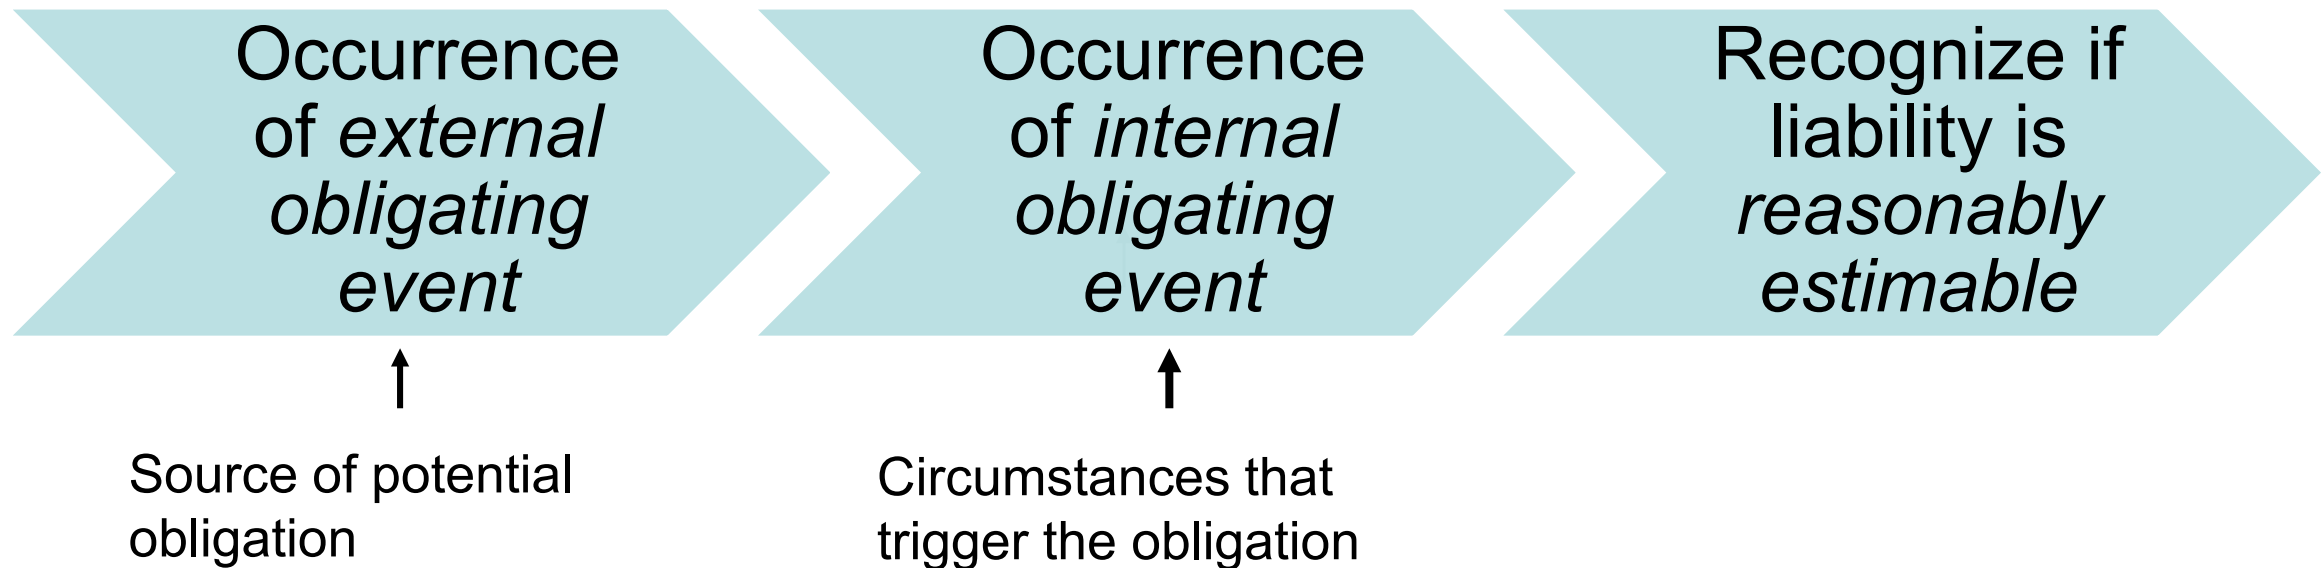 Occurrence
of external
obligating
event
Occurrence
of internal
obligating
event
Recognize if
liability is
reasonably
estimable
Source of potential
obligation
Circumstances that
trigger the obligation